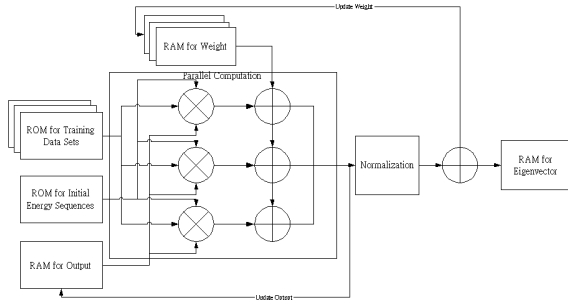 Update Weight
RAM for Weight
Parallel Computation
ROM for Training
Data Sets
Normalization
RAM for
Eigenvector
ROM for Initial
Energy Sequences
RAM for Output
Update Output